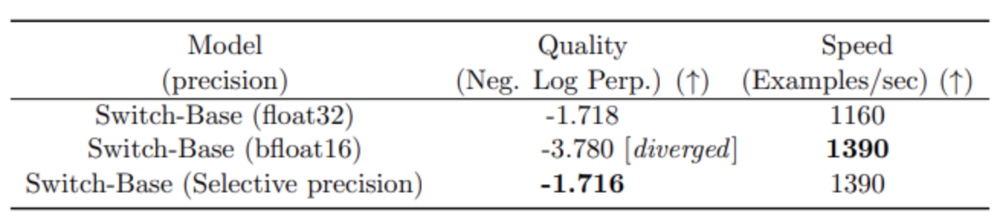 Model Quality Speed
(precision) (Neg. Log Perp.) (↑) (Examples/sec) (↑)
Switch-Base (float32) -1.718 1160
Switch-Base (bfloat16) -3.780 [diverged] 1390
Switch-Base (Selective precision) -1.716 1390